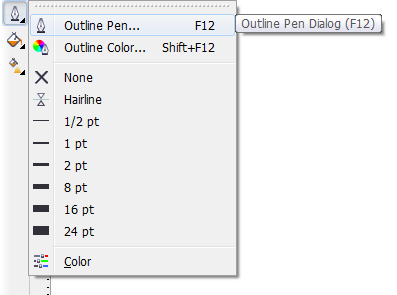 Outline Pen... F12
Outline Pen Dialog (F12)
Outline Color... Shift+F12
None
Hairline
1/2 pt
1 pt
2 pt
8 pt
16 pt
24 pt
Color